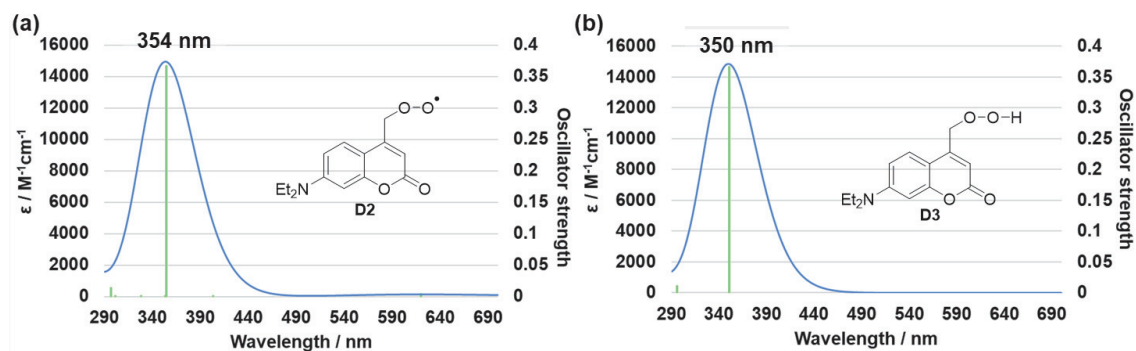 (a)
354 nm
16000
14000
12000
10000
8000
6000
4000
2000
0
ε / M-1cm-1
0.4
0.35
0.3
0.25
0.2
0.15
0.1
0.05
0
Oscillator strength
O
O•
Et2N
O
O
D2
290 340 390 440 490 540 590 640 690
Wavelength / nm
(b)
350 nm
16000
14000
12000
10000
8000
6000
4000
2000
0
ε / M-1cm-1
0.4
0.35
0.3
0.25
0.2
0.15
0.1
0.05
0
Oscillator strength
O
O-H
Et2N
O
O
D3
290 340 390 440 490 540 590 640 690
Wavelength / nm